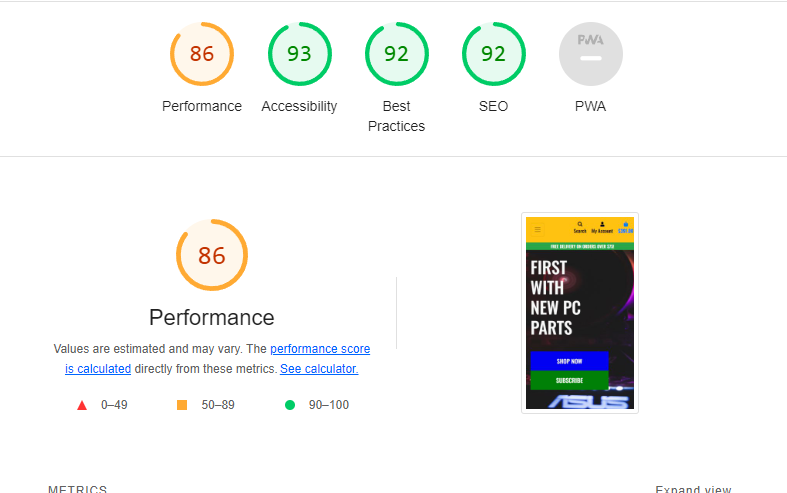 86
93
92
92
PWA
Performance
Accessibility
Best
Practices
SEO
PWA
86
Performance
Values are estimated and may vary. The performance score
is calculated directly from these metrics. See calculator.
0–49
50–89
90–100
Search
My Account
FREE DELIVERY ON ORDERS OVER
FIRST
WITH
NEW PC
PARTS
SHOP NOW
SUBSCRIBE
ASUS
METRICS
Expand view